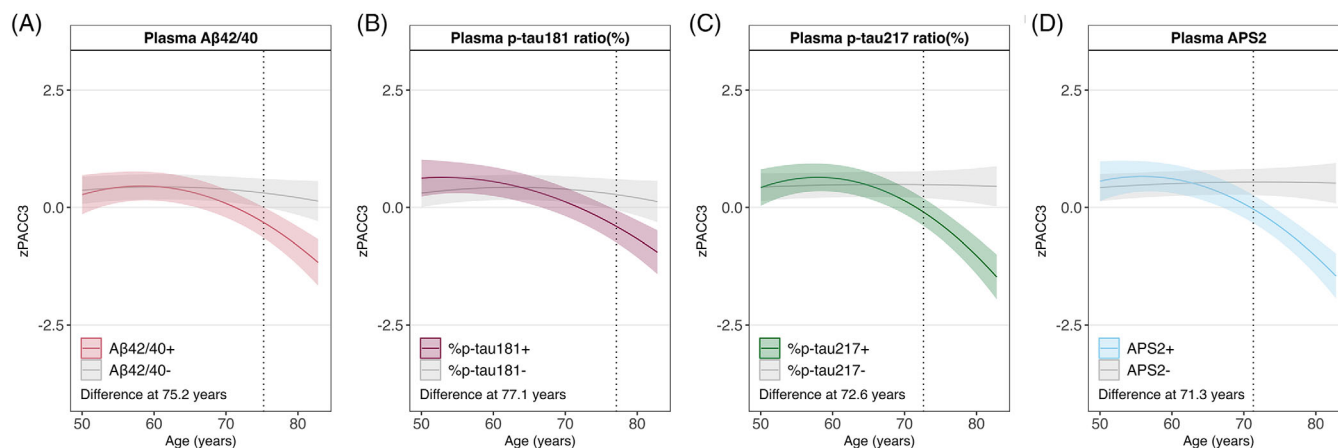 (A)
Plasma Aβ42/40
zPACC3
2.5
0.0
-2.5
Aβ42/40+
Aβ42/40-
Difference at 75.2 years
50 60 70 80
Age (years)
(B)
Plasma p-tau181 ratio(%)
zPACC3
2.5
0.0
-2.5
%p-tau181+
%p-tau181-
Difference at 77.1 years
50 60 70 80
Age (years)
(C)
Plasma p-tau217 ratio(%)
zPACC3
2.5
0.0
-2.5
%p-tau217+
%p-tau217-
Difference at 72.6 years
50 60 70 80
Age (years)
(D)
Plasma APS2
zPACC3
2.5
0.0
-2.5
APS2+
APS2-
Difference at 71.3 years
50 60 70 80
Age (years)